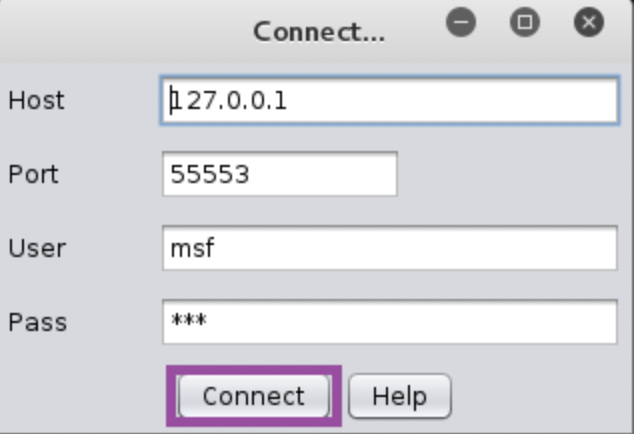 Connect...
Host 127.0.0.1
Port 55553
User msf
Pass ***
Connect Help